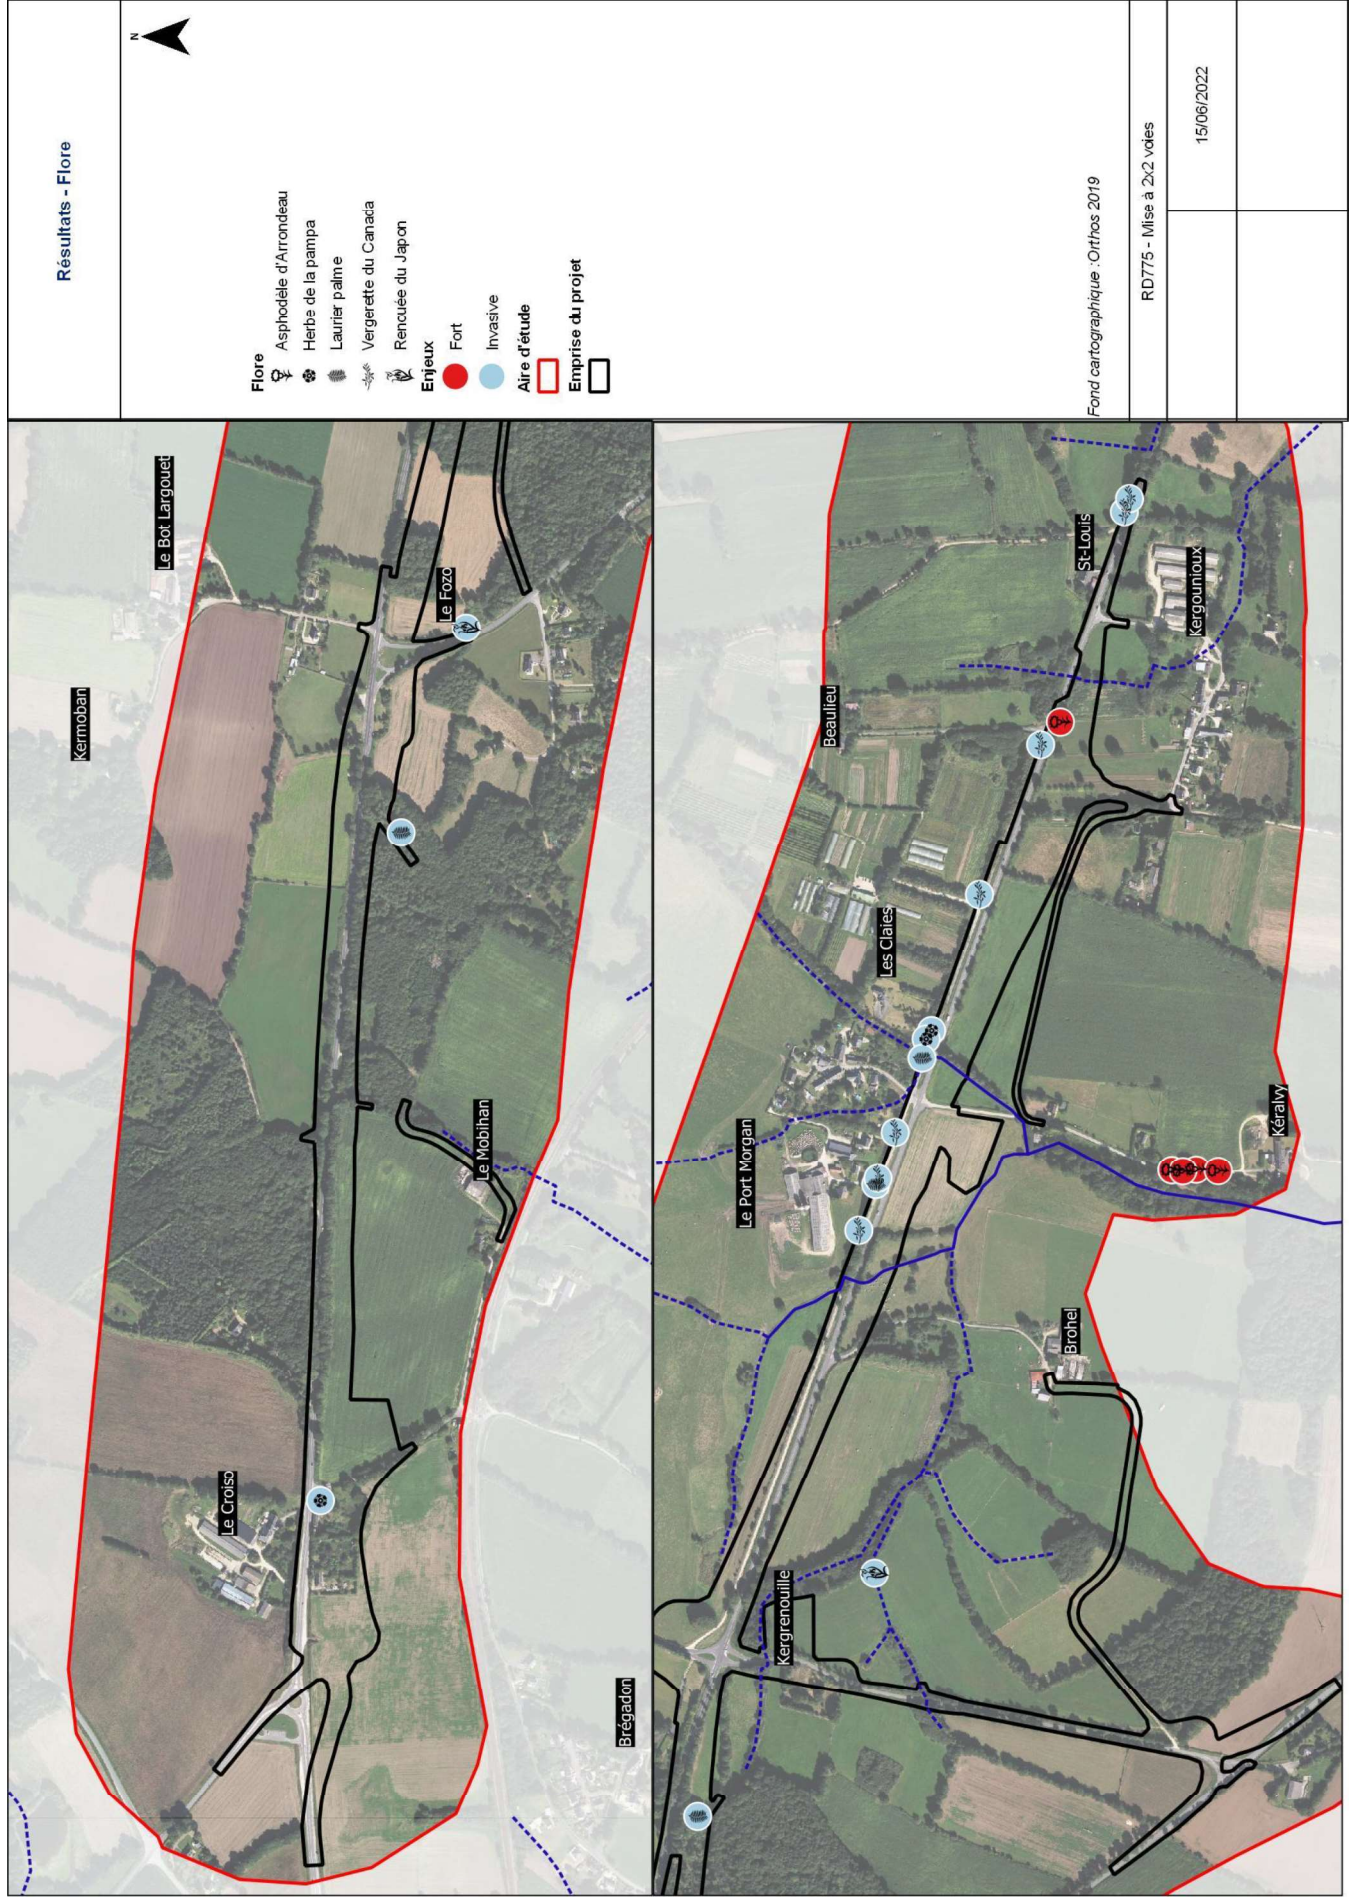 Résultats - Flore
N
Flore
Asphodèle d'Arrondeau
Herbe de la pampa
Laurier palme
Vergerette du Canada
Renouée du Japon
Enjeux
Fort
Invasive
Aire d'étude
Emprise du projet
Fond cartographique :Orthos 2019
RD775 - Mise à 2x2 voies
15/06/2022
Brégadon
Le Croiso
Le Mobihan
Kermoban
Le Fozo
Le Bot Largouet
Kergrenouille
Brohel
Le Port Morgan
Kéralvy
Les Claies
Beaulieu
Kergounioux
St-Louis